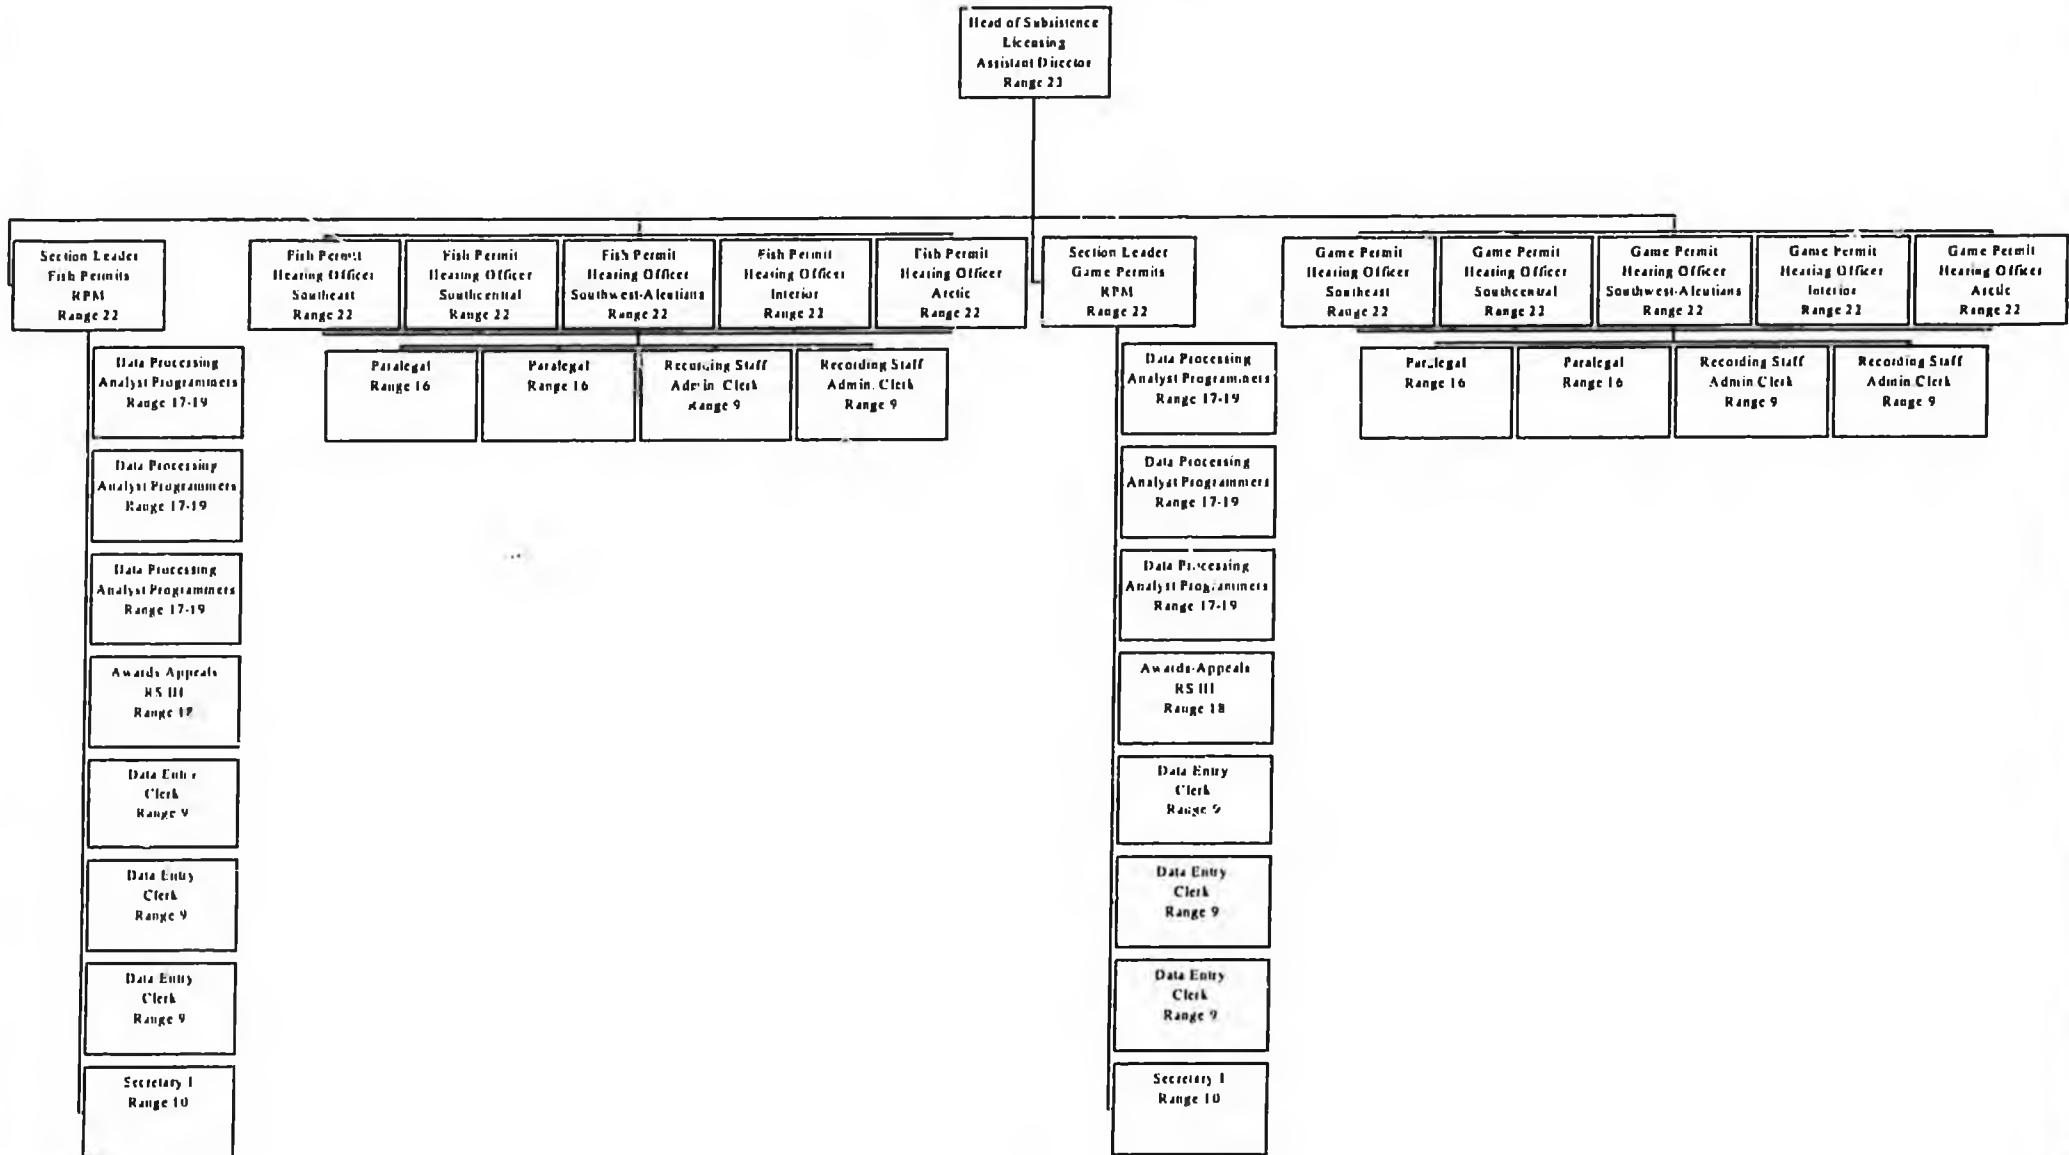 Head of Subsistence
Licensing
Assistant Director
Range 23
Section Leader
Fish Permits
RPM
Range 22
Fish Permit
Hearing Officer
Southeast
Range 22
Fish Permit
Hearing Officer
Southcentral
Range 22
Fish Permit
Hearing Officer
Southwest-Aleutians
Range 22
Fish Permit
Hearing Officer
Interior
Range 22
Fish Permit
Hearing Officer
Arctic
Range 22
Section Leader
Game Permits
RPM
Range 22
Game Permit
Hearing Officer
Southeast
Range 22
Game Permit
Hearing Officer
Southcentral
Range 22
Game Permit
Hearing Officer
Southwest-Aleutians
Range 22
Game Permit
Hearing Officer
Interior
Range 22
Game Permit
Hearing Officer
Arctic
Range 22
Data Processing
Analyst Programmers
Range 17-19
Data Processing
Analyst Programmers
Range 17-19
Data Processing
Analyst Programmers
Range 17-19
Awards-Appeals
RS III
Range 18
Data Entry
Clerk
Range 9
Data Entry
Clerk
Range 9
Data Entry
Clerk
Range 9
Secretary I
Range 10
Paralegal
Range 16
Paralegal
Range 16
Recording Staff
Admin. Clerk
Range 9
Recording Staff
Admin. Clerk
Range 9
Data Processing
Analyst Programmers
Range 17-19
Data Processing
Analyst Programmers
Range 17-19
Data Processing
Analyst Programmers
Range 17-19
Awards-Appeals
RS III
Range 18
Data Entry
Clerk
Range 9
Data Entry
Clerk
Range 9
Data Entry
Clerk
Range 9
Secretary I
Range 10
Paralegal
Range 16
Paralegal
Range 16
Recording Staff
Admin Clerk
Range 9
Recording Staff
Admin Clerk
Range 9